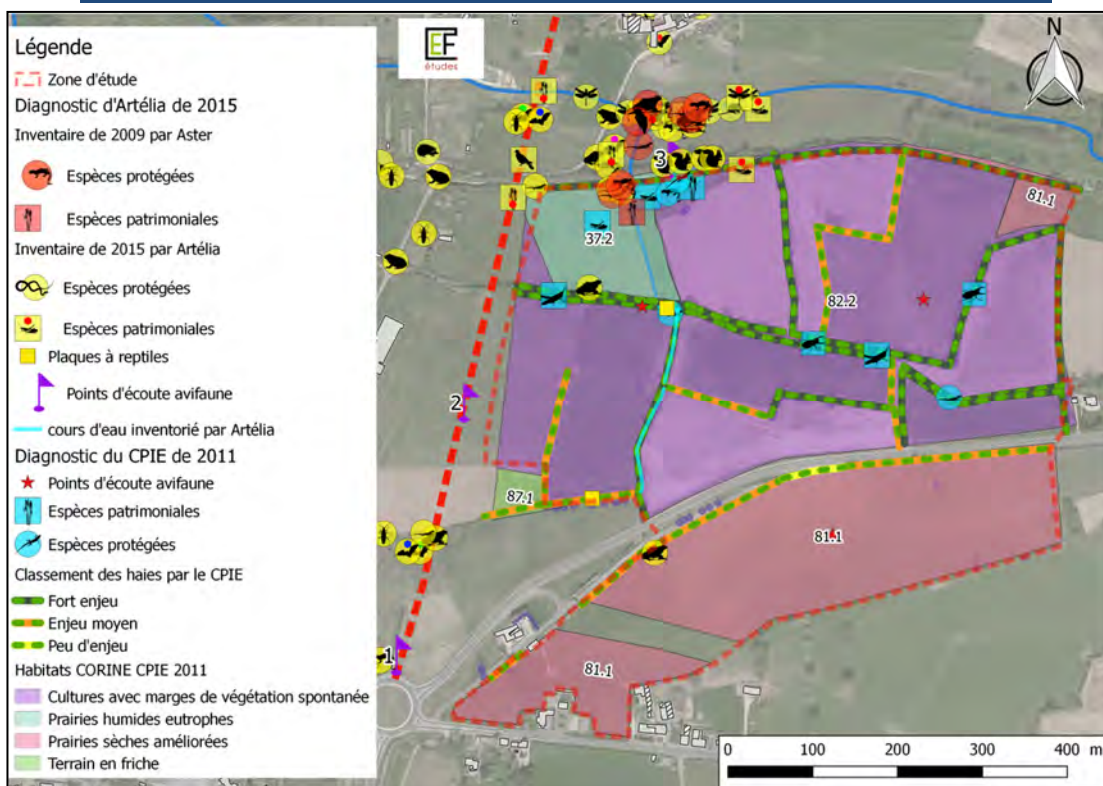 Légende
Zone d'étude
Diagnostic d'Artélia de 2015
Inventaire de 2009 par Aster
Espèces protégées
Espèces patrimoniales
Inventaire de 2015 par Artélia
Espèces protégées
Espèces patrimoniales
Plaques à reptiles
Points d'écoute avifaune
cours d'eau inventorié par Artélia
Diagnostic du CPIE de 2011
Points d'écoute avifaune
Espèces patrimoniales
Espèces protégées
Classement des haies par le CPIE
Fort enjeu
Enjeu moyen
Peu d'enjeu
Habitats CORINE CPIE 2011
Cultures avec marges de végétation spontanée
Prairies humides eutrophes
Prairies sèches améliorées
Terrain en friche
CEF
études
N
3
81.1
37.2
82.2
2
87.1
81.1
1
81.1
0 100 200 300 400 m